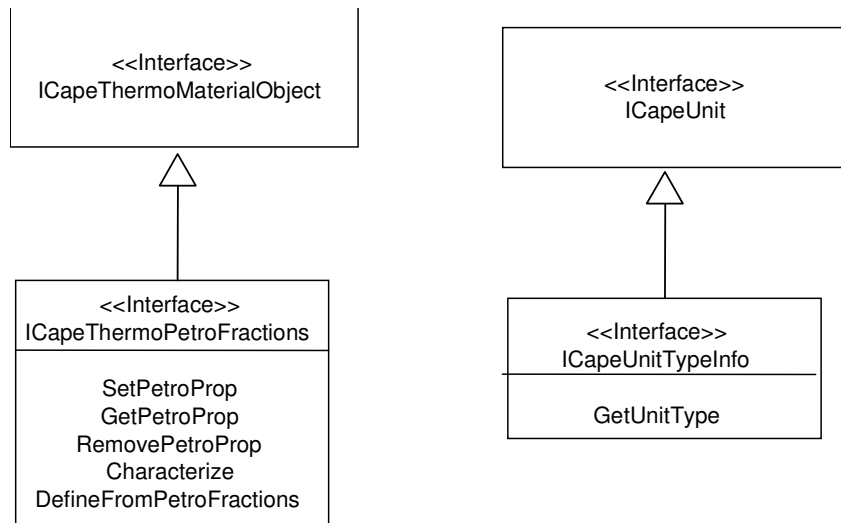 <<Interface>>
ICapeThermoMaterialObject
<<Interface>>
ICapeUnit
<<Interface>>
ICapeThermoPetroFractions
SetPetroProp
GetPetroProp
RemovePetroProp
Characterize
DefineFromPetroFractions
<<Interface>>
ICapeUnitTypeInfo
GetUnitType